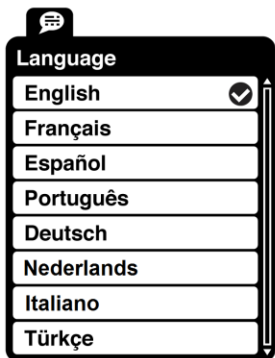 Language
English
Français
Español
Português
Deutsch
Nederlands
Italiano
Türkçe